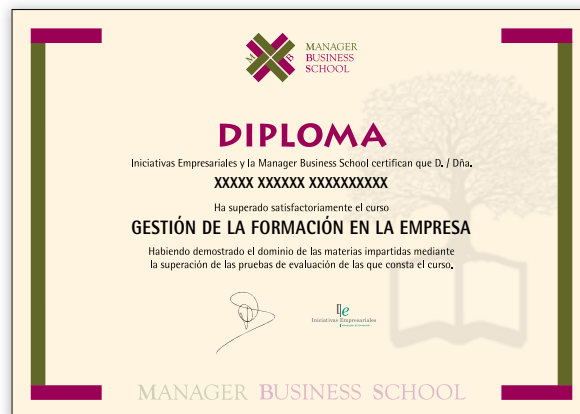 M B
MANAGER
BUSINESS
SCHOOL
DIPLOMA
Iniciativas Empresariales y la Manager Business School certifican que D. / Dña.
XXXXX XXXXXX XXXXXXXXXX
Ha superado satisfactoriamente el curso
GESTIÓN DE LA FORMACIÓN EN LA EMPRESA
Habiendo demostrado el dominio de las materias impartidas mediante
la superación de las pruebas de evaluación de las que consta el curso.
Iniciativas Empresariales
MANAGER BUSINESS SCHOOL